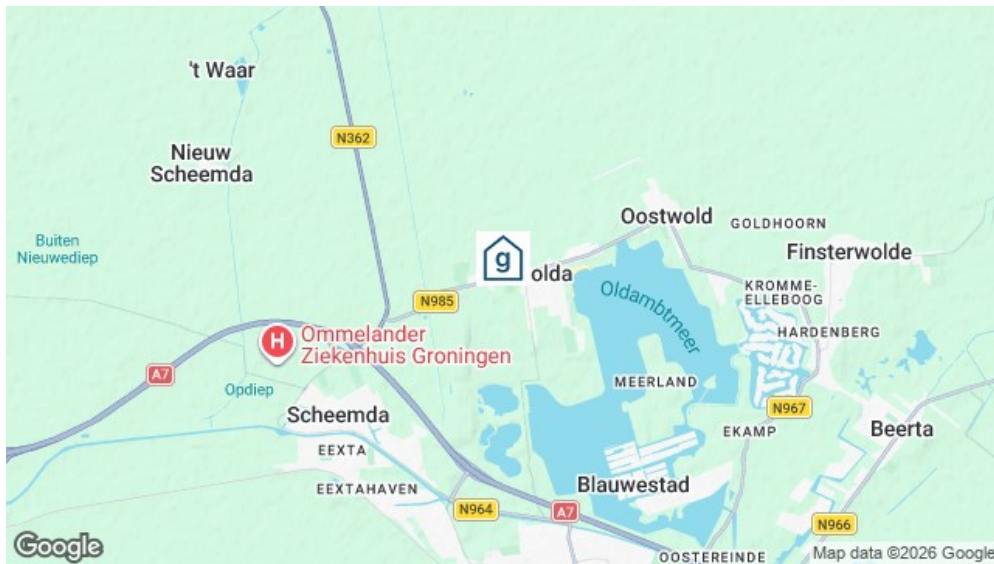 't Waar
N362
Nieuw
Scheemda
Oostwold
GOLDHOORN
Buiten
Nieuwediep
Finsterwolde
g
olda
KROMME-
ELLEBOOG
Oldambtmeer
N985
HARDENBERG
Ommelander
Ziekenhuis Groningen
H
A7
MEERLAND
Opdiep
N967
Scheemda
EKAMP
Beerta
EEXTA
Blauwestad
EEXTAHAVEN
N964
A7
N966
Google
OOSTEREINDE
Map data ©2026 Google